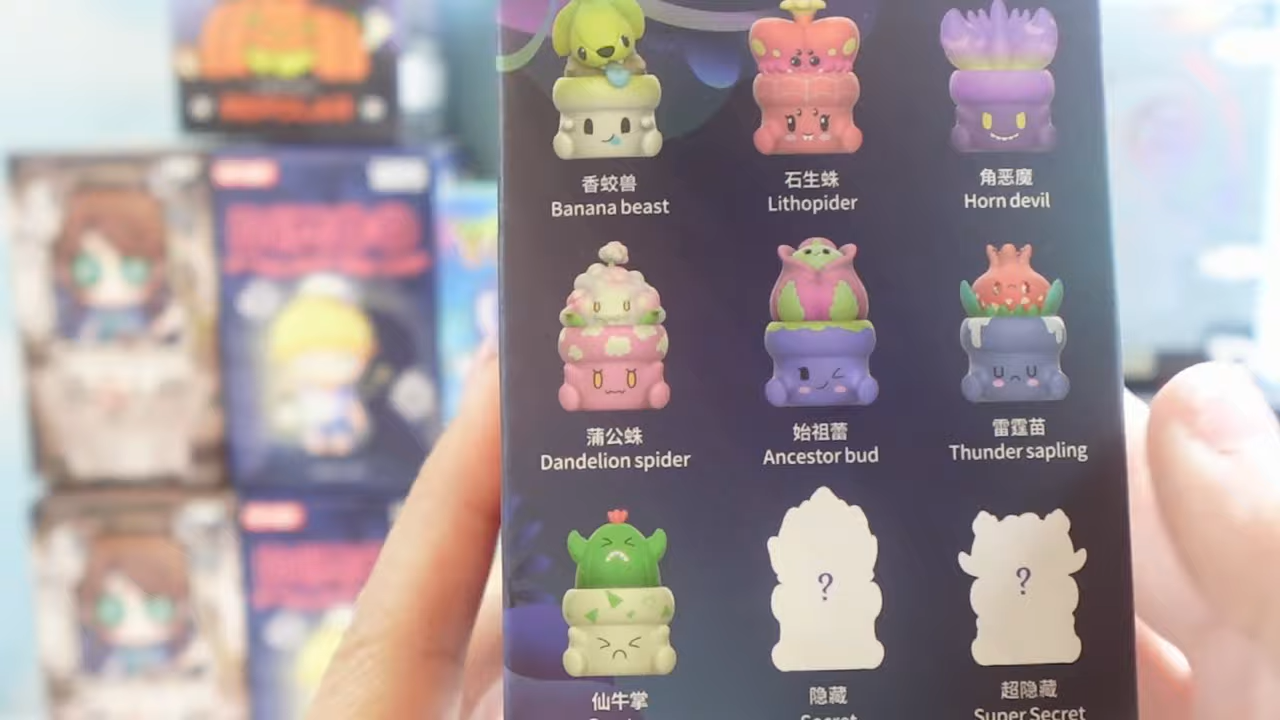 香蛟兽
Banana beast
石生蛛
Lithopider
角恶魔
Horn devil
蒲公蛛
Dandelion spider
始祖蕾
Ancestor bud
雷霆苗
Thunder sapling
仙牛掌
?
隐藏
Secret
?
超隐藏
Super Secret